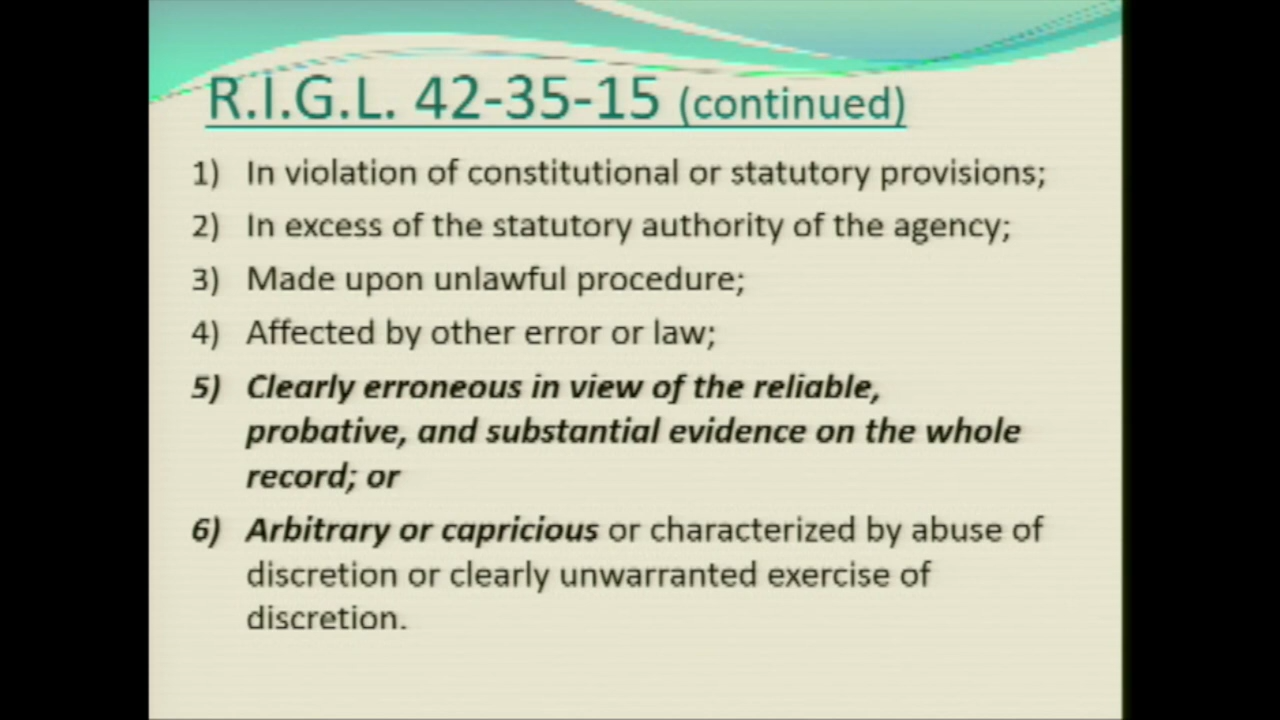 R.I.G.L. 42-35-15 (continued)
1) In violation of constitutional or statutory provisions;
2) In excess of the statutory authority of the agency;
3) Made upon unlawful procedure;
4) Affected by other error or law;
5) Clearly erroneous in view of the reliable,
probative, and substantial evidence on the whole
record; or
6) Arbitrary or capricious or characterized by abuse of
discretion or clearly unwarranted exercise of
discretion.